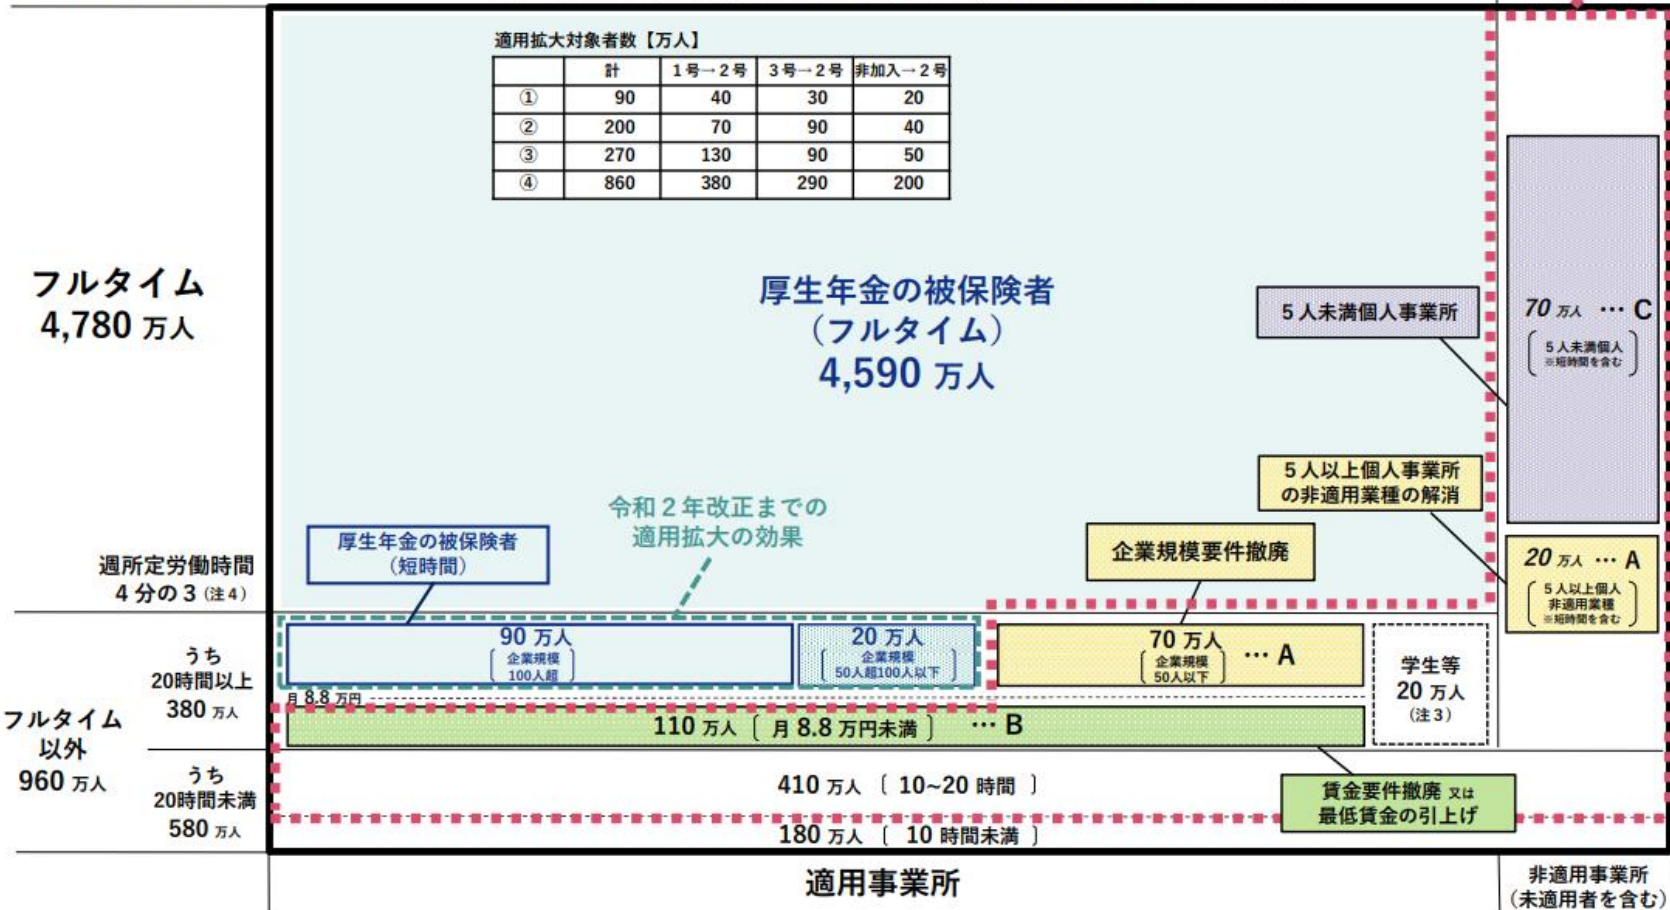 適用拡大対象者数【万人】
計 1号→2号 3号→2号 非加入→2号
① 90 40 30 20
② 200 70 90 40
③ 270 130 90 50
④ 860 380 290 200
フルタイム
4,780 万人
厚生年金の被保険者
（フルタイム）
4,590 万人
5人未満個人事業所
70 万人 … C
5人未満個人
※短時間を含む
5人以上個人事業所
の非適用業種の解消
令和2年改正までの
適用拡大の効果
厚生年金の被保険者
（短時間）
企業規模要件撤廃
20 万人 … A
5人以上個人
非適用業種
※短時間を含む
週所定労働時間
4分の3（注4）
90 万人
企業規模
100人超
20 万人
企業規模
50人超100人以下
70 万人 … A
企業規模
50人以下
学生等
20 万人
（注3）
うち
20時間以上
380 万人
月 8.8 万円
110 万人〔 月 8.8 万円未満 〕 … B
フルタイム
以外
960 万人
うち
20時間未満
580 万人
410 万人〔 10~20 時間 〕
賃金要件撤廃 又は
最低賃金の引上げ
180 万人〔 10 時間未満 〕
適用事業所
非適用事業所
（未適用者を含む）